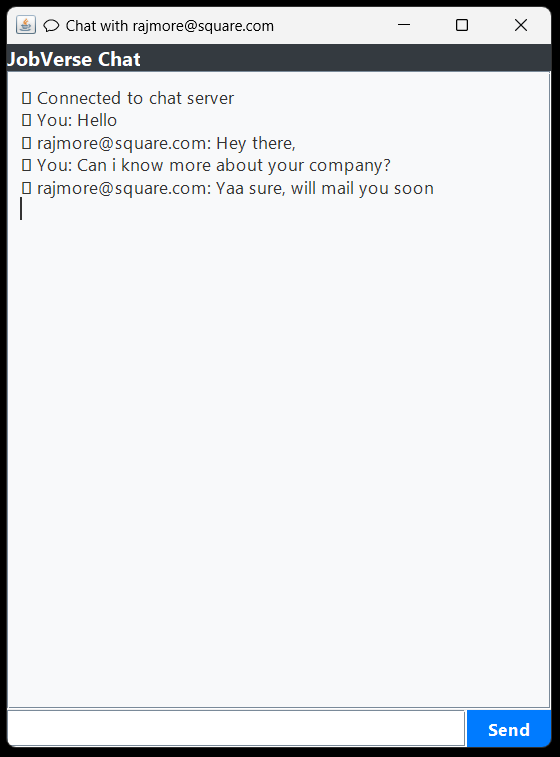 Chat with rajmore@square.com
JobVerse Chat
▯ Connected to chat server
▯ You: Hello
▯ rajmore@square.com: Hey there,
▯ You: Can i know more about your company?
▯ rajmore@square.com: Yaa sure, will mail you soon
Send